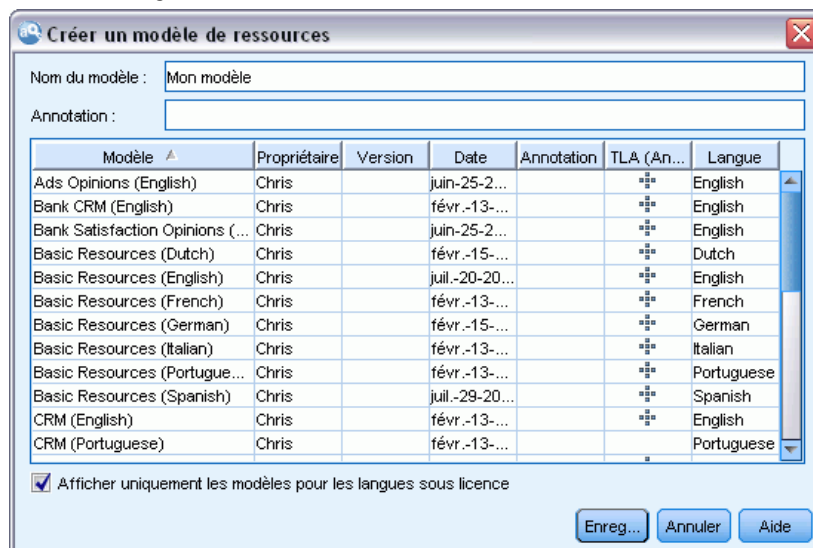 Créer un modèle de ressources
Nom du modèle : Mon modèle
Annotation :
Modèle Propriétaire Version Date Annotation TLA (An... Langue
Ads Opinions (English) Chris juin-25-2... English
Bank CRM (English) Chris févr.-13-... English
Bank Satisfaction Opinions (... Chris juin-25-2... English
Basic Resources (Dutch) Chris févr.-15-... Dutch
Basic Resources (English) Chris juil.-20-20... English
Basic Resources (French) Chris févr.-13-... French
Basic Resources (German) Chris févr.-15-... German
Basic Resources (Italian) Chris févr.-13-... Italian
Basic Resources (Portugue... Chris févr.-13-... Portuguese
Basic Resources (Spanish) Chris juil.-29-20... Spanish
CRM (English) Chris févr.-13-... English
CRM (Portuguese) Chris févr.-13-... Portuguese
Afficher uniquement les modèles pour les langues sous licence
Enreg... Annuler Aide